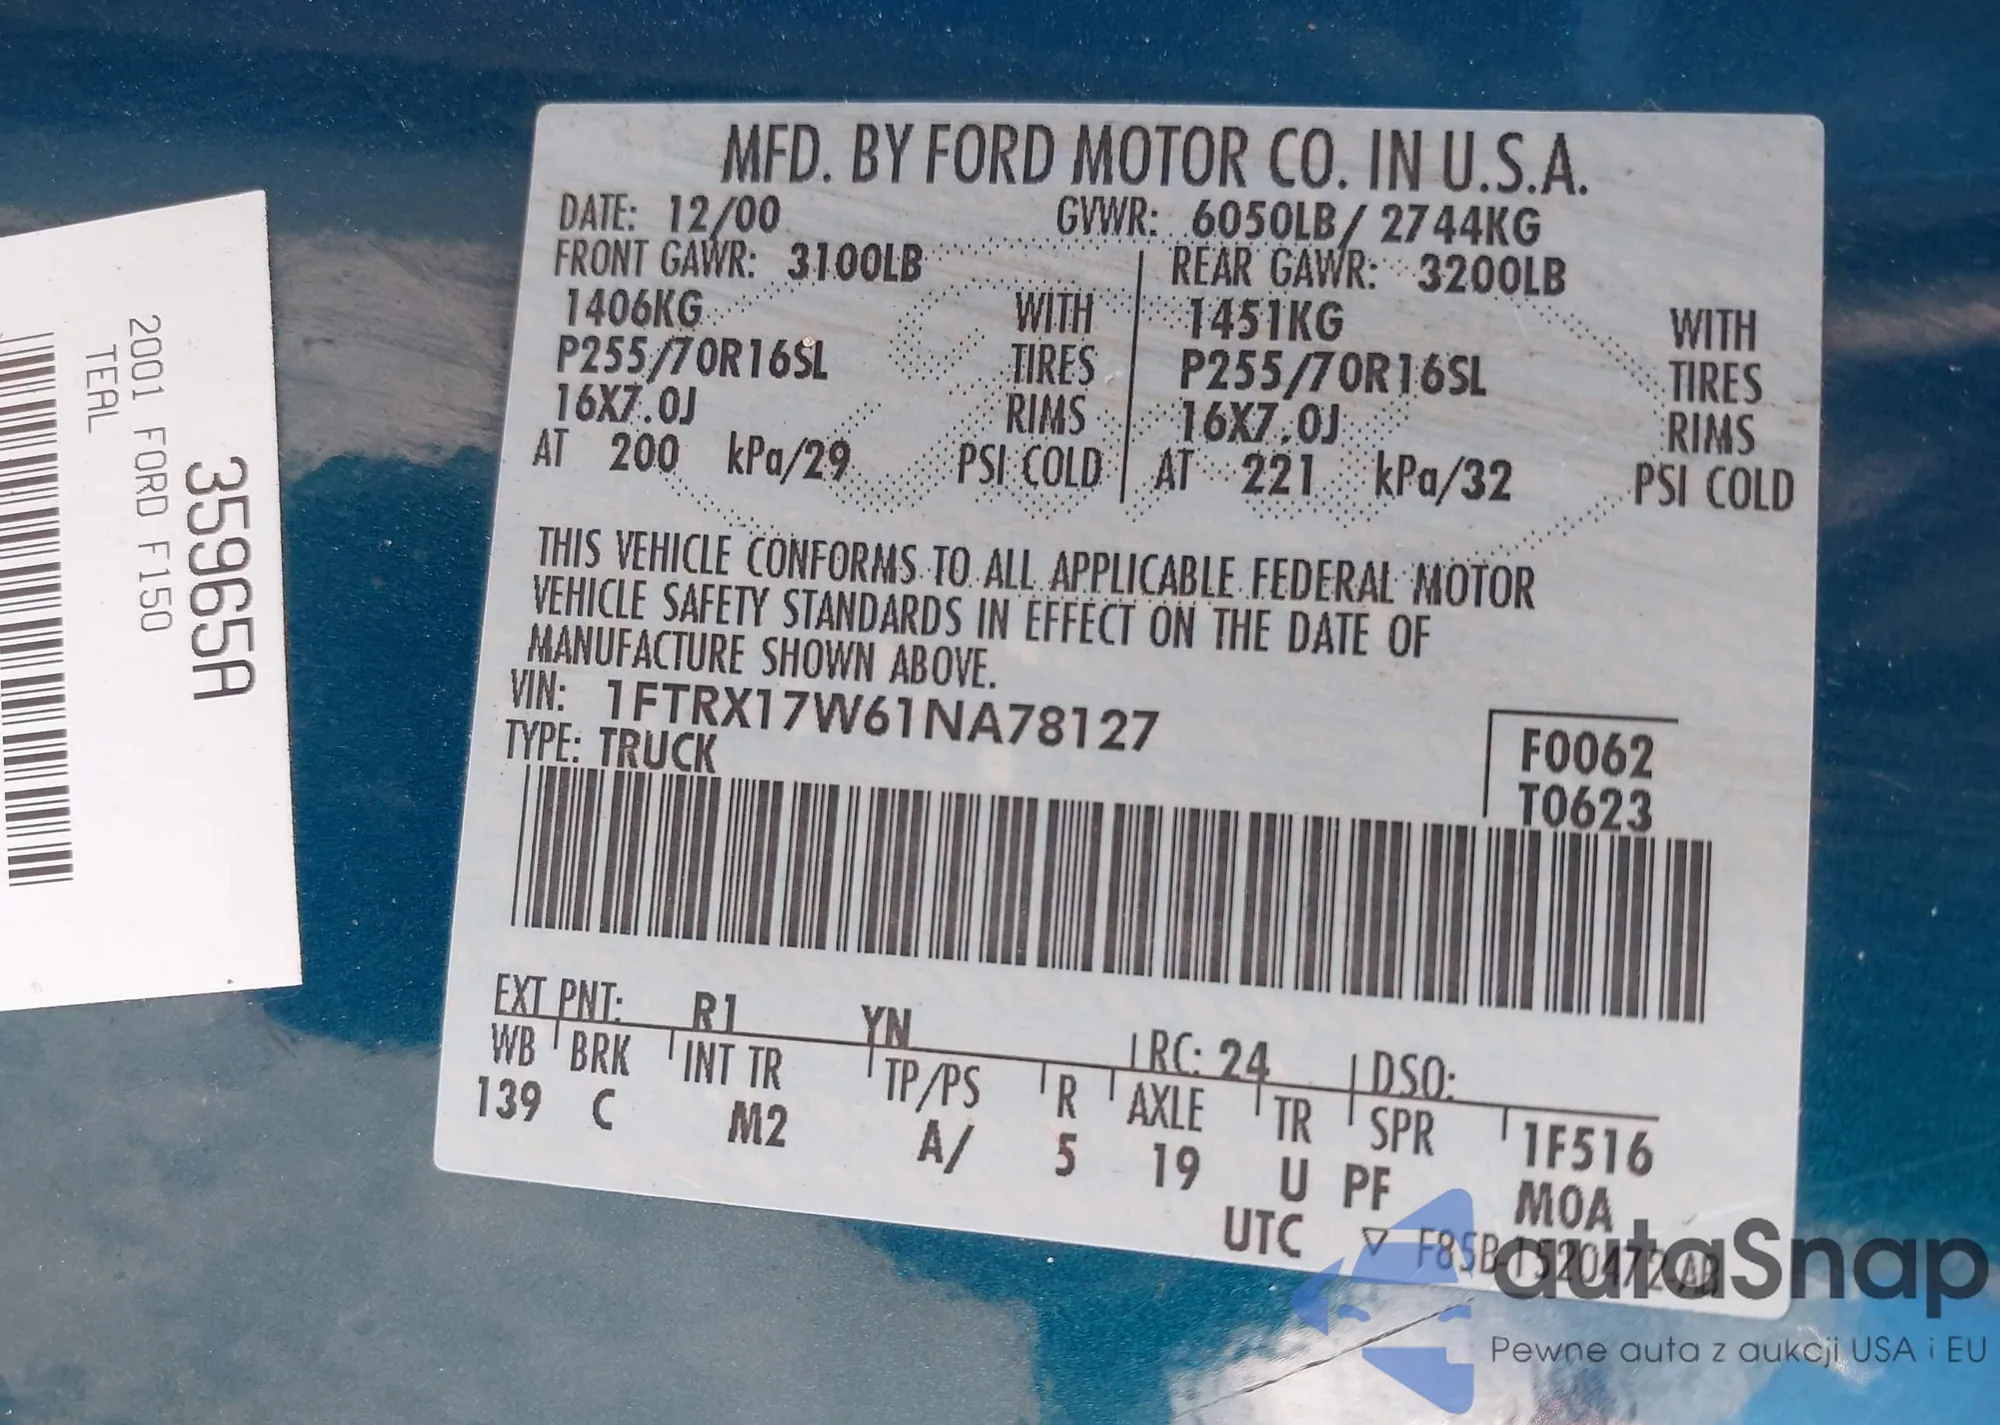 MFD. BY FORD MOTOR CO. IN U.S.A.
DATE: 12/00 GVWR: 6050LB/ 2744KG
FRONT GAWR: 3100LB REAR GAWR: 3200LB
1406KG WITH 1451KG WITH
P255/70R16SL TIRES P255/70R16SL TIRES
16X7.0J RIMS 16X7.0J RIMS
AT 200 kPa/29 PSI COLD AT 221 kPa/32 PSI COLD
THIS VEHICLE CONFORMS TO ALL APPLICABLE FEDERAL MOTOR
VEHICLE SAFETY STANDARDS IN EFFECT ON THE DATE OF
MANUFACTURE SHOWN ABOVE.
VIN: 1FTRX17W61NA78127
TYPE: TRUCK
F0062
T0623
EXT PNT: R1 YN RC: 24 DSO:
WB BRK INT TR TP/PS R AXLE TR SPR 1F516
139 C M2 A/ 5 19 U PF M0A
UTC ▽ F85B-1520472-AB
35965A
2001 FORD F150
TEAL
autaSnap
Pewne auta z aukcji USA i EU